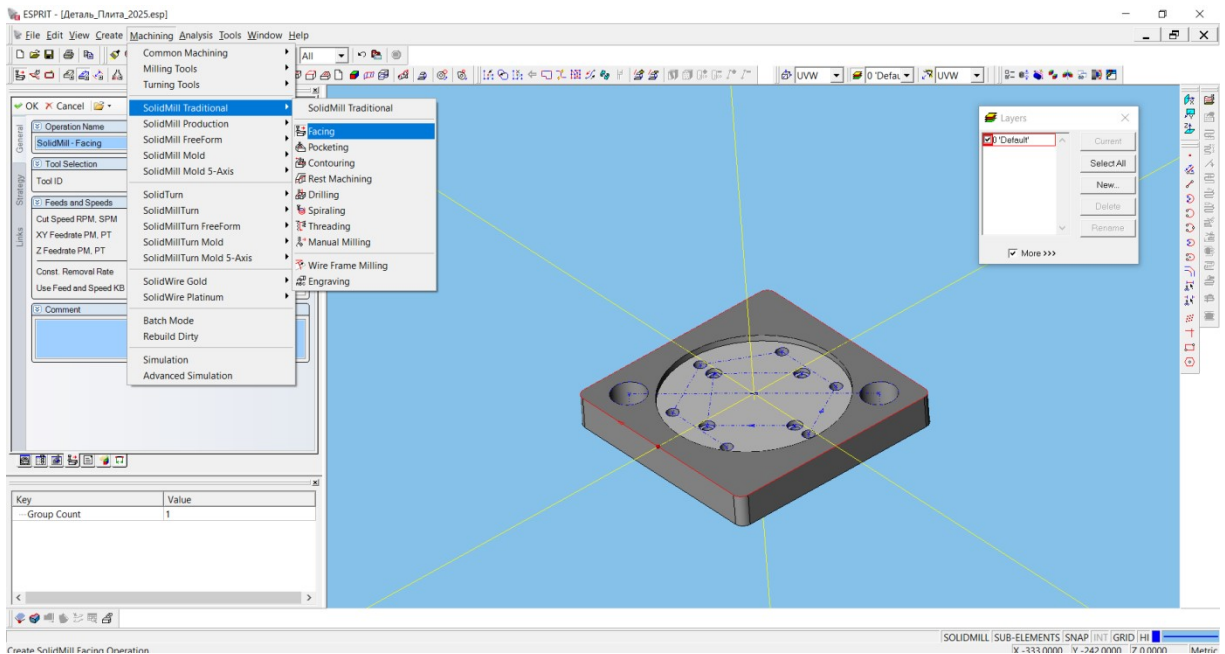 ESPRIT - [Деталь_Плита_2025.esp]
File Edit View Create Machining Analysis Tools Window Help
All
UVW
0 'Defau
UVW
OK Cancel
General
Strategy
Links
Operation Name
SolidMill - Facing
Tool Selection
Tool ID
Feeds and Speeds
Cut Speed RPM, SPM
XY Feedrate PM, PT
Z Feedrate PM, PT
Const. Removal Rate
Use Feed and Speed KB
Comment
Common Machining
Milling Tools
Turning Tools
SolidMill Traditional
SolidMill Production
SolidMill FreeForm
SolidMill Mold
SolidMill Mold 5-Axis
SolidTurn
SolidMillTurn
SolidMillTurn FreeForm
SolidMillTurn Mold
SolidMillTurn Mold 5-Axis
SolidWire Gold
SolidWire Platinum
Batch Mode
Rebuild Dirty
Simulation
Advanced Simulation
SolidMill Traditional
Facing
Pocketing
Contouring
Rest Machining
Drilling
Spiraling
Threading
Manual Milling
Wire Frame Milling
Engraving
Layers
0 'Default'
Current
Select All
New...
Delete
Rename
More >>>
Key Value
Group Count 1
SOLIDMILL SUB-ELEMENTS SNAP INT GRID HI
Create SolidMill Facing Operation
X -333.0000 Y -242.0000 Z 0.0000 Metric